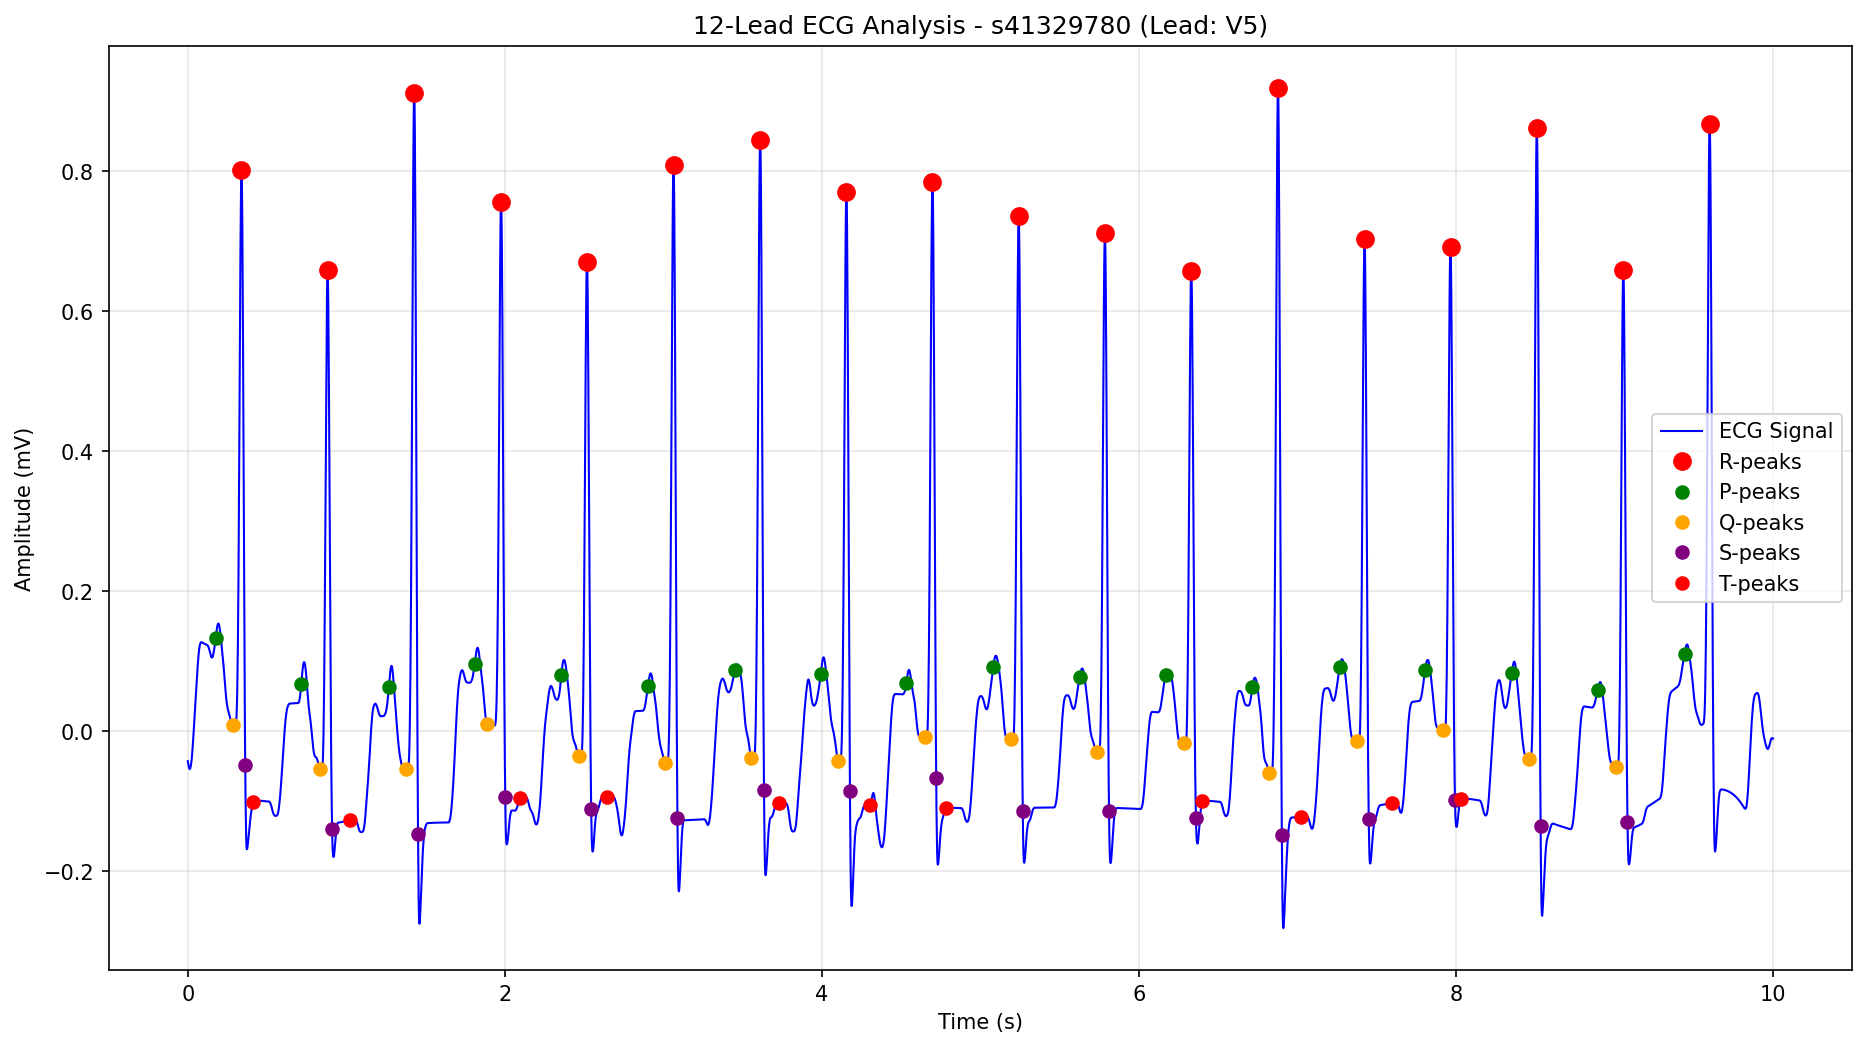 12-Lead ECG Analysis - s41329780 (Lead: V5)
Amplitude (mV)
0.8
0.6
0.4
0.2
0.0
−0.2
ECG Signal
R-peaks
P-peaks
Q-peaks
S-peaks
T-peaks
0 2 4 6 8 10
Time (s)